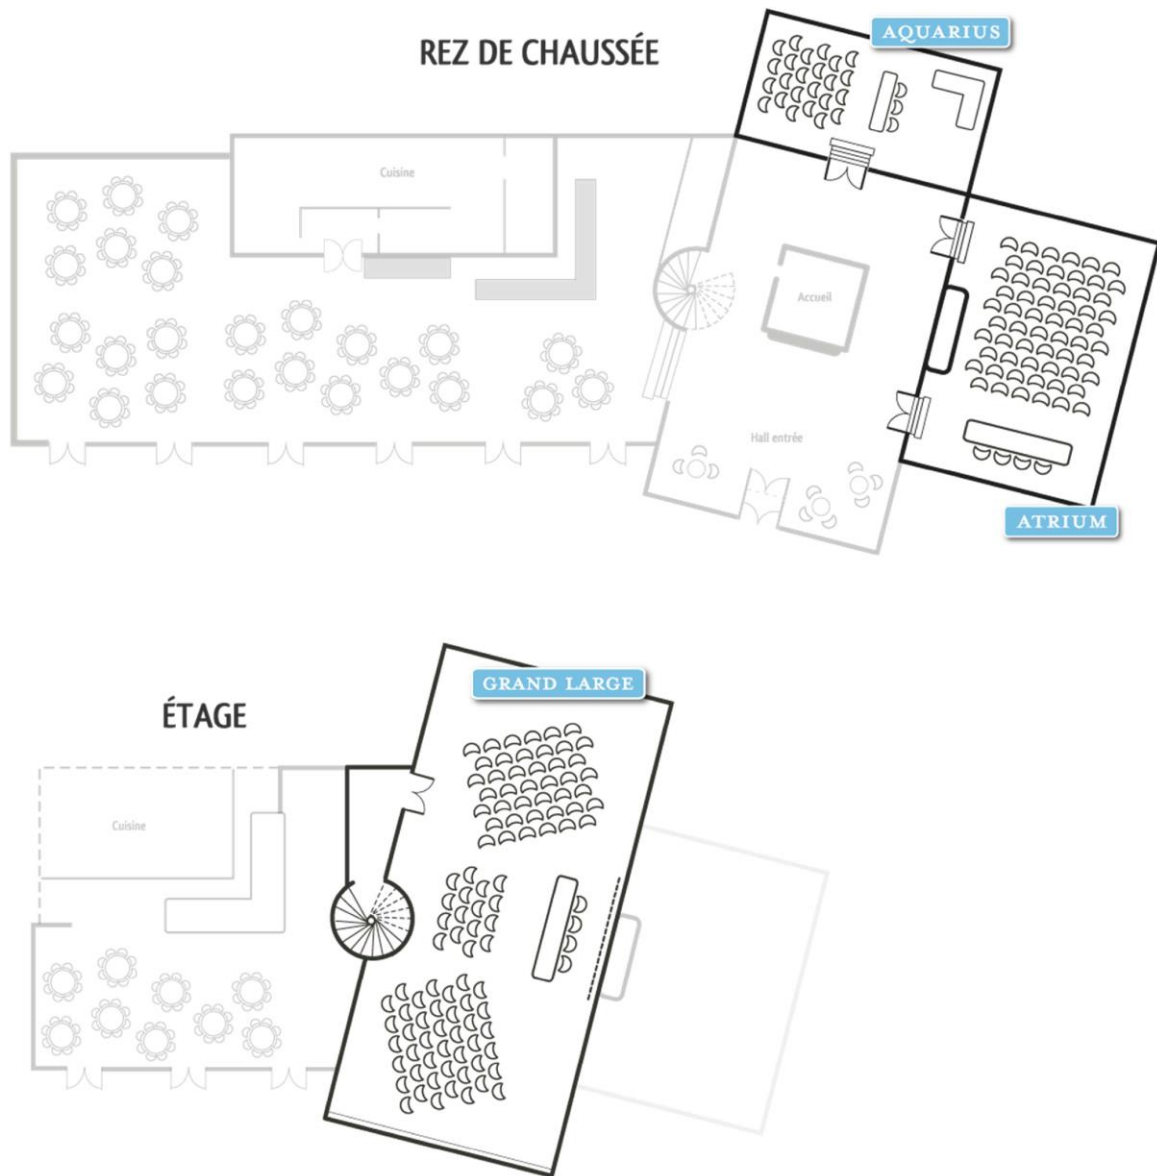 AQUARIUS
REZ DE CHAUSSÉE
Cuisine
Accueil
Hall entrée
ATRIUM
GRAND LARGE
ÉTAGE
Cuisine